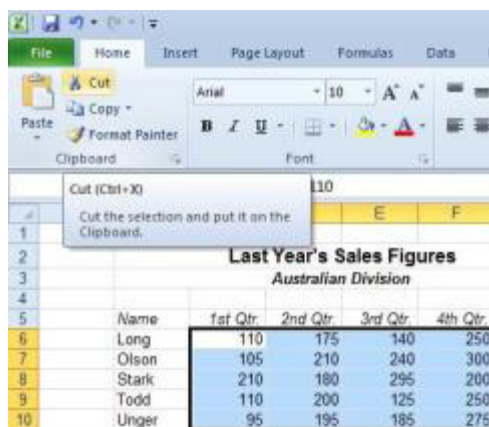 File Home Insert Page Layout Formulas Data
Cut
Copy
Paste
Format Painter
Arial 10 A A
B I U A
Clipboard Font
Cut (Ctrl+X) 110
Cut the selection and put it on the
Clipboard.
E F
1
2 Last Year's Sales Figures
3 Australian Division
4
5 Name 1st Qtr. 2nd Qtr. 3rd Qtr. 4th Qtr.
6 Long 110 175 140 250
7 Olson 105 210 240 300
8 Stark 210 180 295 200
9 Todd 110 200 125 250
10 Unger 95 195 185 275